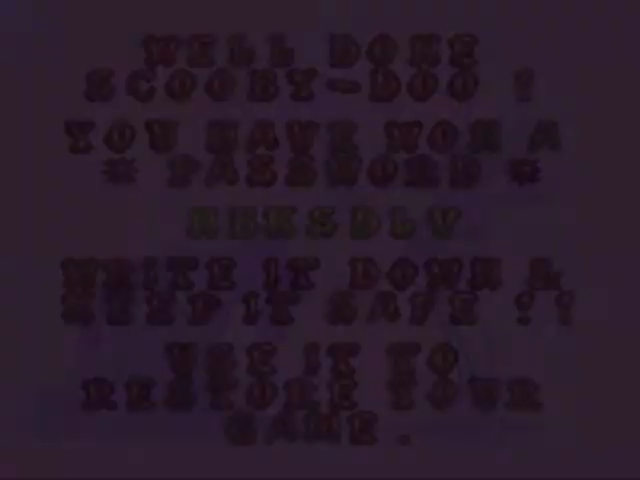 WELL DONE
SCOOBY-DOO !
YOU HAVE WON A
* PASSWORD *
WRITE IT DOWN &
KEEP IT SAFE !!
USE IT TO
RESTORE YOUR
GAME.